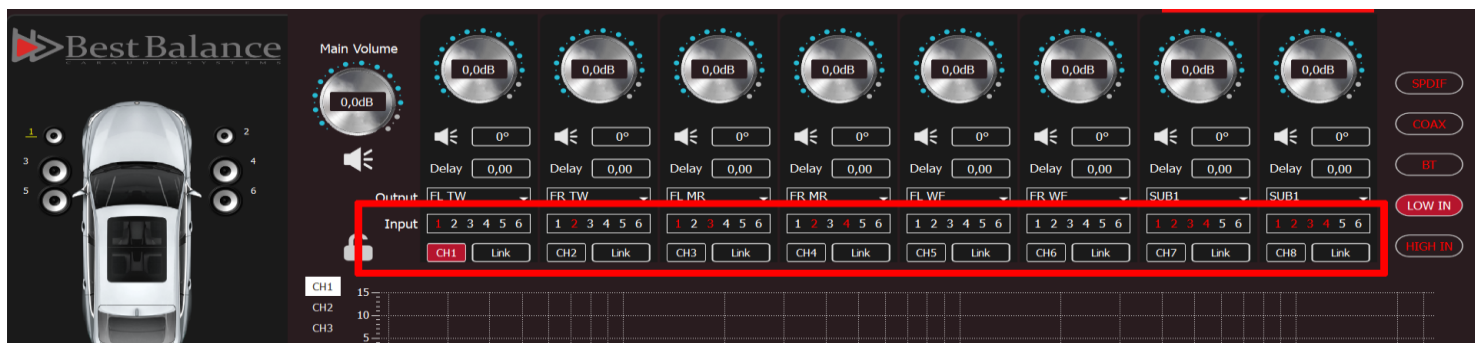 Best Balance
CAR AUDIO SYSTEMS
Main Volume
0,0dB
0,0dB 0,0dB 0,0dB 0,0dB 0,0dB 0,0dB 0,0dB 0,0dB
0° 0° 0° 0° 0° 0° 0° 0°
Delay 0,00 Delay 0,00 Delay 0,00 Delay 0,00 Delay 0,00 Delay 0,00 Delay 0,00 Delay 0,00
Output FL TW FR TW FL MR FR MR FL WF FR WF SUB1 SUB1
Input 1 2 3 4 5 6 1 2 3 4 5 6 1 2 3 4 5 6 1 2 3 4 5 6 1 2 3 4 5 6 1 2 3 4 5 6 1 2 3 4 5 6 1 2 3 4 5 6
CH1 Link CH2 Link CH3 Link CH4 Link CH5 Link CH6 Link CH7 Link CH8 Link
SPDIF
COAX
BT
LOW IN
HIGH IN
1 2
3 4
5 6
CH1
CH2
CH3
15
10
5